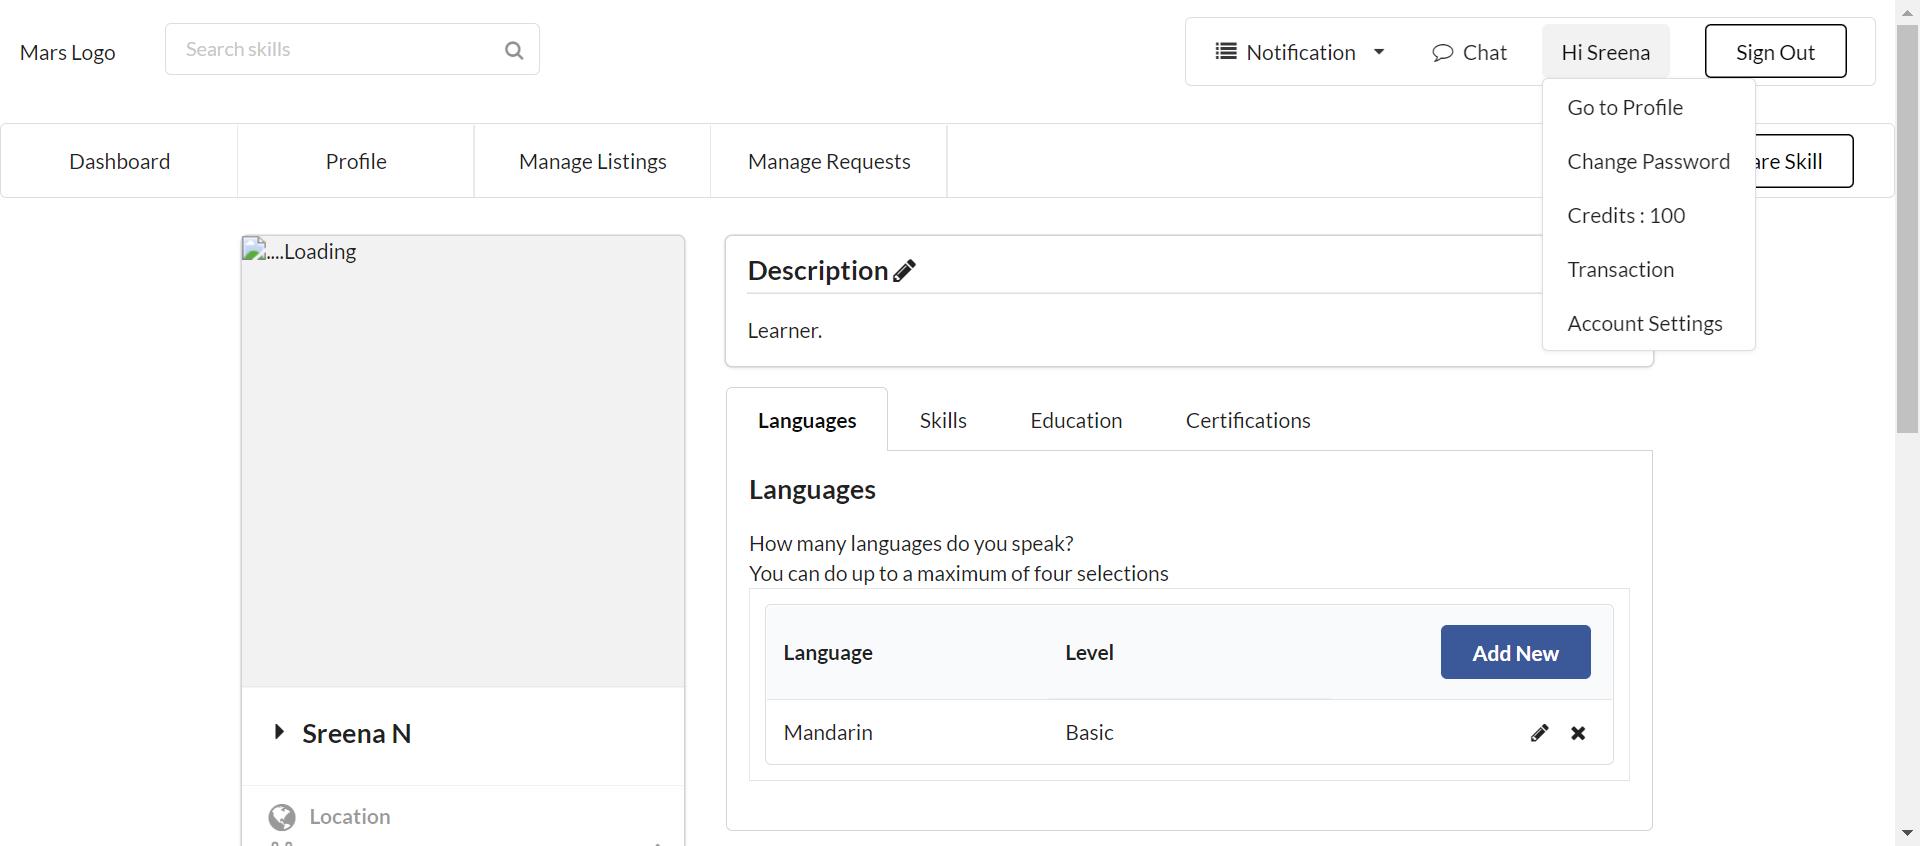 Mars Logo
Search skills
Notification
Chat
Hi Sreena
Sign Out
Go to Profile
Change Password
Credits : 100
Transaction
Account Settings
Dashboard
Profile
Manage Listings
Manage Requests
are Skill
....Loading
Sreena N
Location
Description
Learner.
Languages
Skills
Education
Certifications
Languages
How many languages do you speak?
You can do up to a maximum of four selections
Language
Level
Add New
Mandarin
Basic